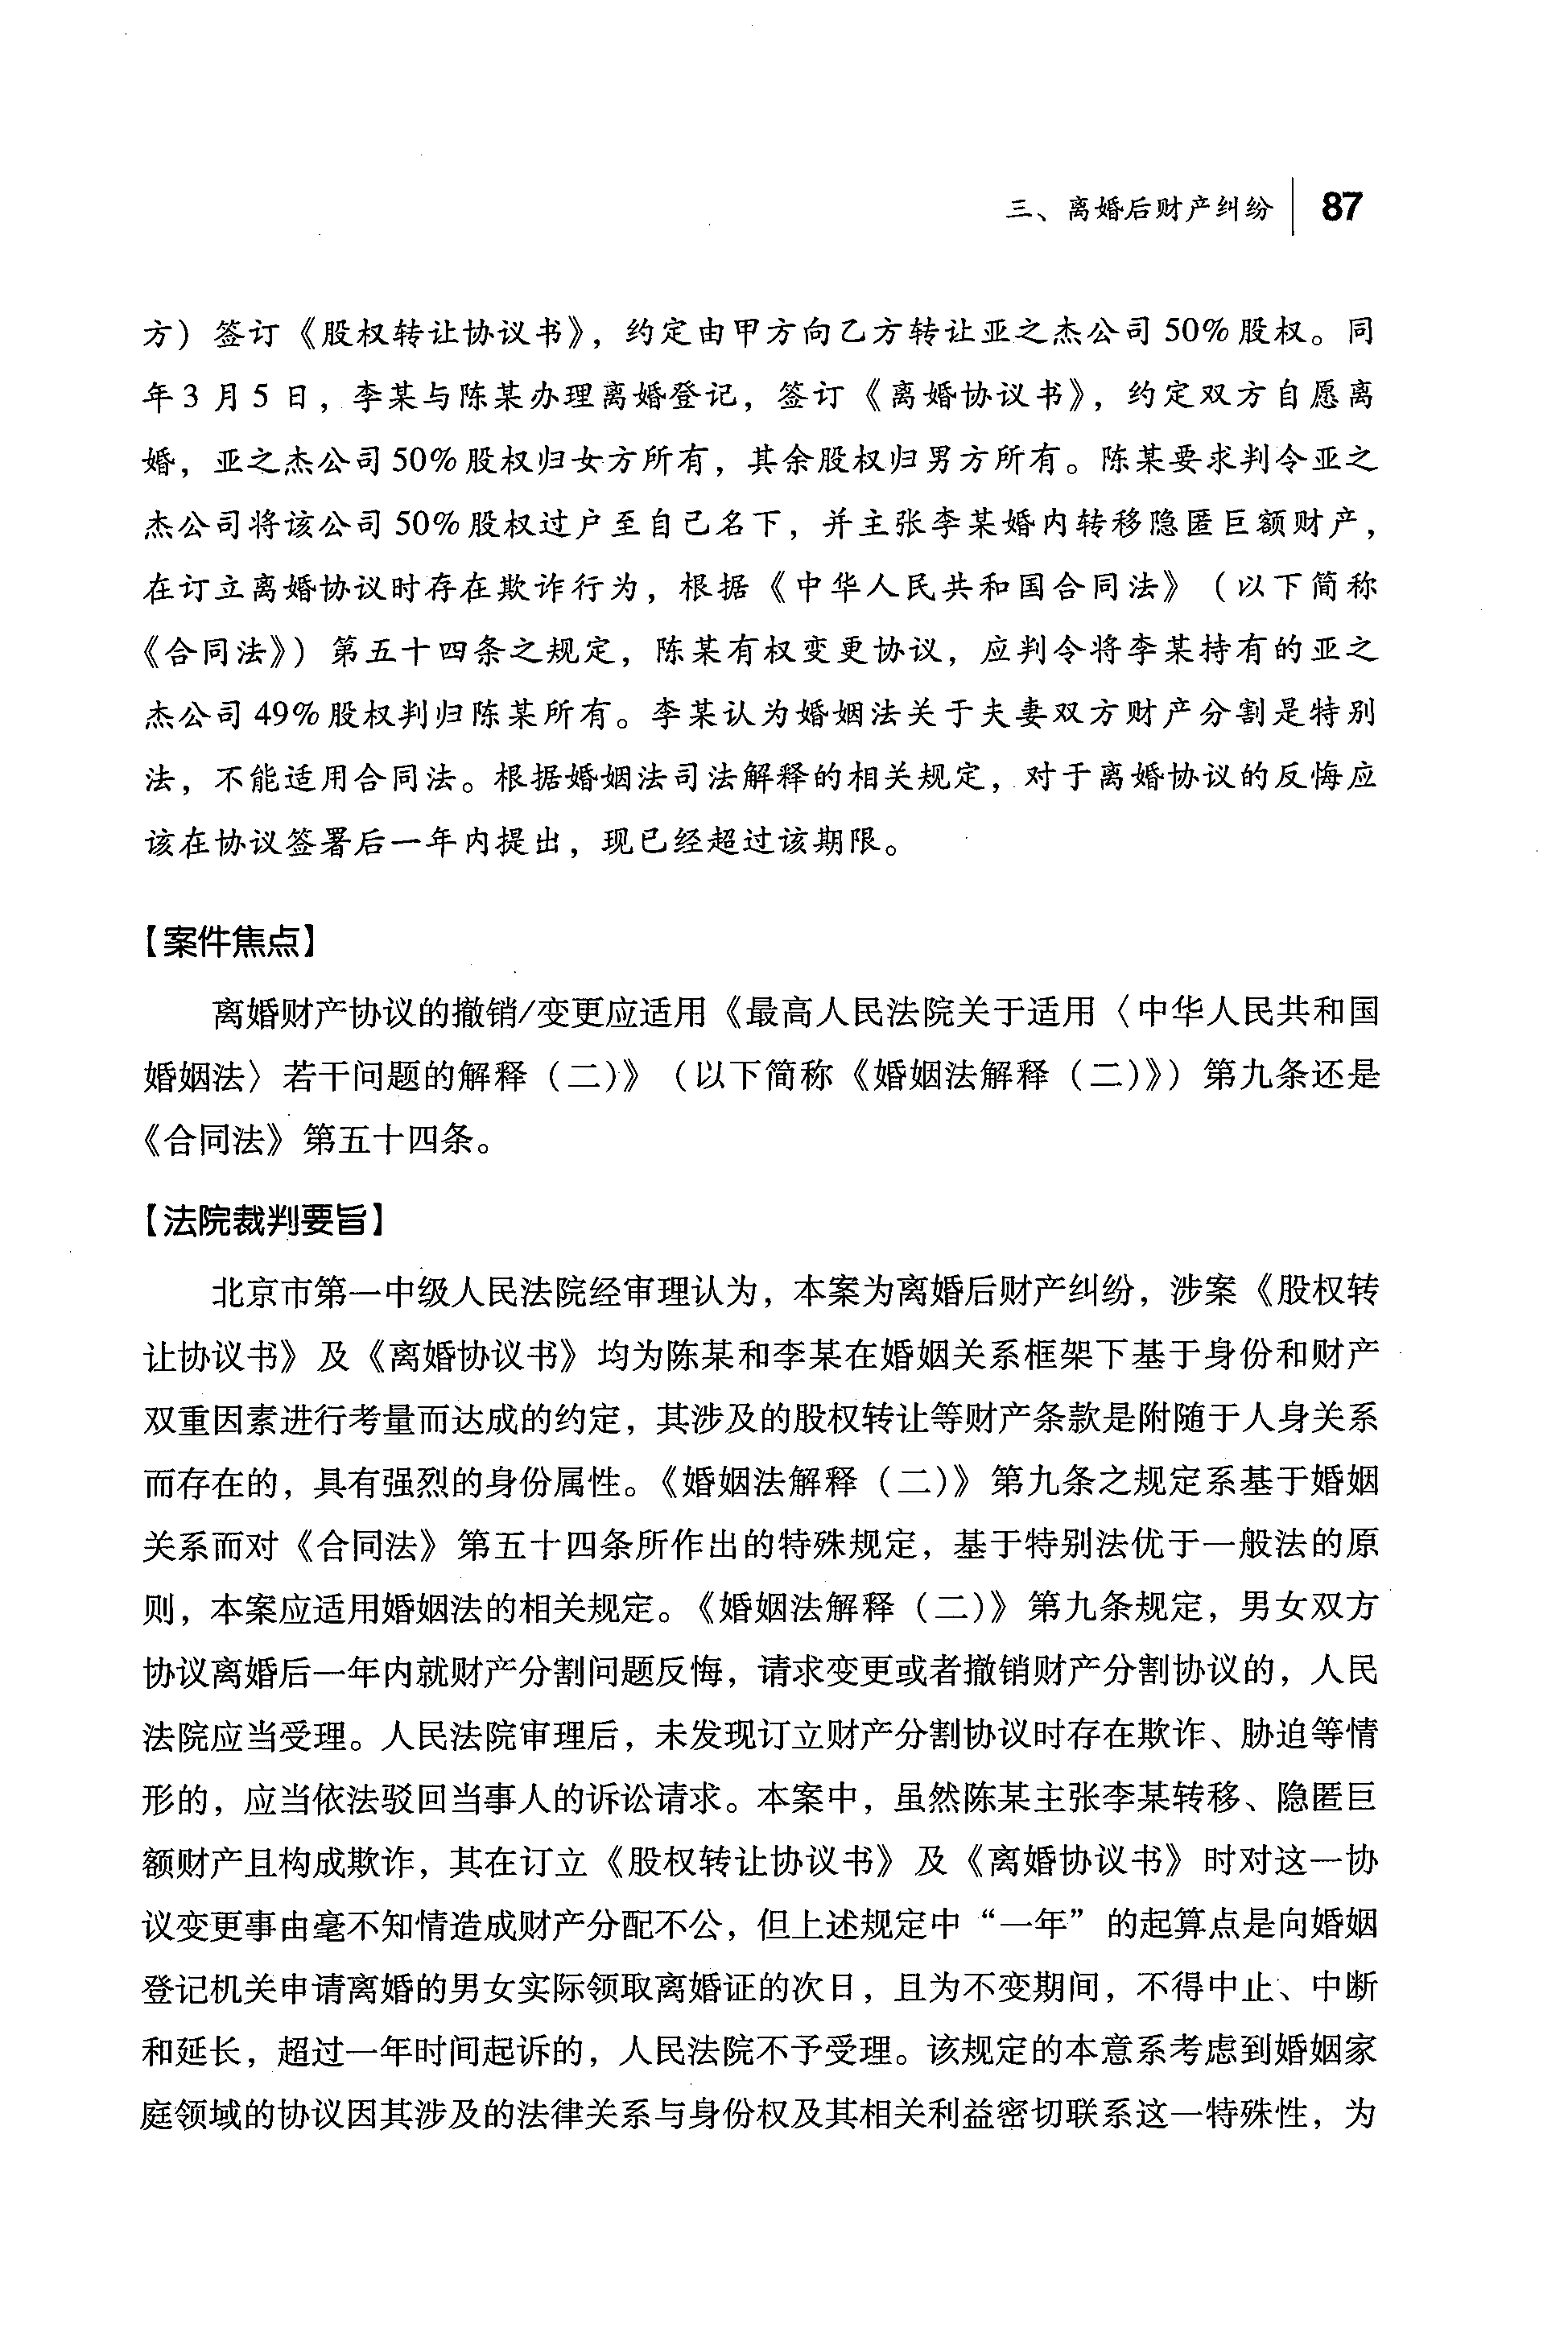 三、离婚后财产纠纷 87
方）签订《股权转让协议书》，约定由甲方向乙方转让亚之杰公司50%股权。同
年3月5日，李某与陈某办理离婚登记，签订《离婚协议书》，约定双方自愿离
婚，亚之杰公司50%股权归女方所有，其余股权归男方所有。陈某要求判令亚之
杰公司将该公司50%股权过户至自己名下，并主张李某婚内转移隐匿巨额财产，
在订立离婚协议时存在欺诈行为，根据《中华人民共和国合同法》（以下简称
《合同法》）第五十四条之规定，陈某有权变更协议，应判令将李某持有的亚之
杰公司49%股权判归陈某所有。李某认为婚姻法关于夫妻双方财产分割是特别
法，不能适用合同法。根据婚姻法司法解释的相关规定，对于离婚协议的反悔应
该在协议签署后一年内提出，现已经超过该期限。
【案件焦点】
离婚财产协议的撤销/变更应适用《最高人民法院关于适用〈中华人民共和国
婚姻法〉若干问题的解释（二）》（以下简称《婚姻法解释（二）》）第九条还是
《合同法》第五十四条。
【法院裁判要旨】
北京市第一中级人民法院经审理认为，本案为离婚后财产纠纷，涉案《股权转
让协议书》及《离婚协议书》均为陈某和李某在婚姻关系框架下基于身份和财产
双重因素进行考量而达成的约定，其涉及的股权转让等财产条款是附随于人身关系
而存在的，具有强烈的身份属性。《婚姻法解释（二）》第九条之规定系基于婚姻
关系而对《合同法》第五十四条所作出的特殊规定，基于特别法优于一般法的原
则，本案应适用婚姻法的相关规定。《婚姻法解释（二）》第九条规定，男女双方
协议离婚后一年内就财产分割问题反悔，请求变更或者撤销财产分割协议的，人民
法院应当受理。人民法院审理后，未发现订立财产分割协议时存在欺诈、胁迫等情
形的，应当依法驳回当事人的诉讼请求。本案中，虽然陈某主张李某转移、隐匿巨
额财产且构成欺诈，其在订立《股权转让协议书》及《离婚协议书》时对这一协
议变更事由毫不知情造成财产分配不公，但上述规定中“一年”的起算点是向婚姻
登记机关申请离婚的男女实际领取离婚证的次日，且为不变期间，不得中止、中断
和延长，超过一年时间起诉的，人民法院不予受理。该规定的本意系考虑到婚姻家
庭领域的协议因其涉及的法律关系与身份权及其相关利益密切联系这一特殊性，为